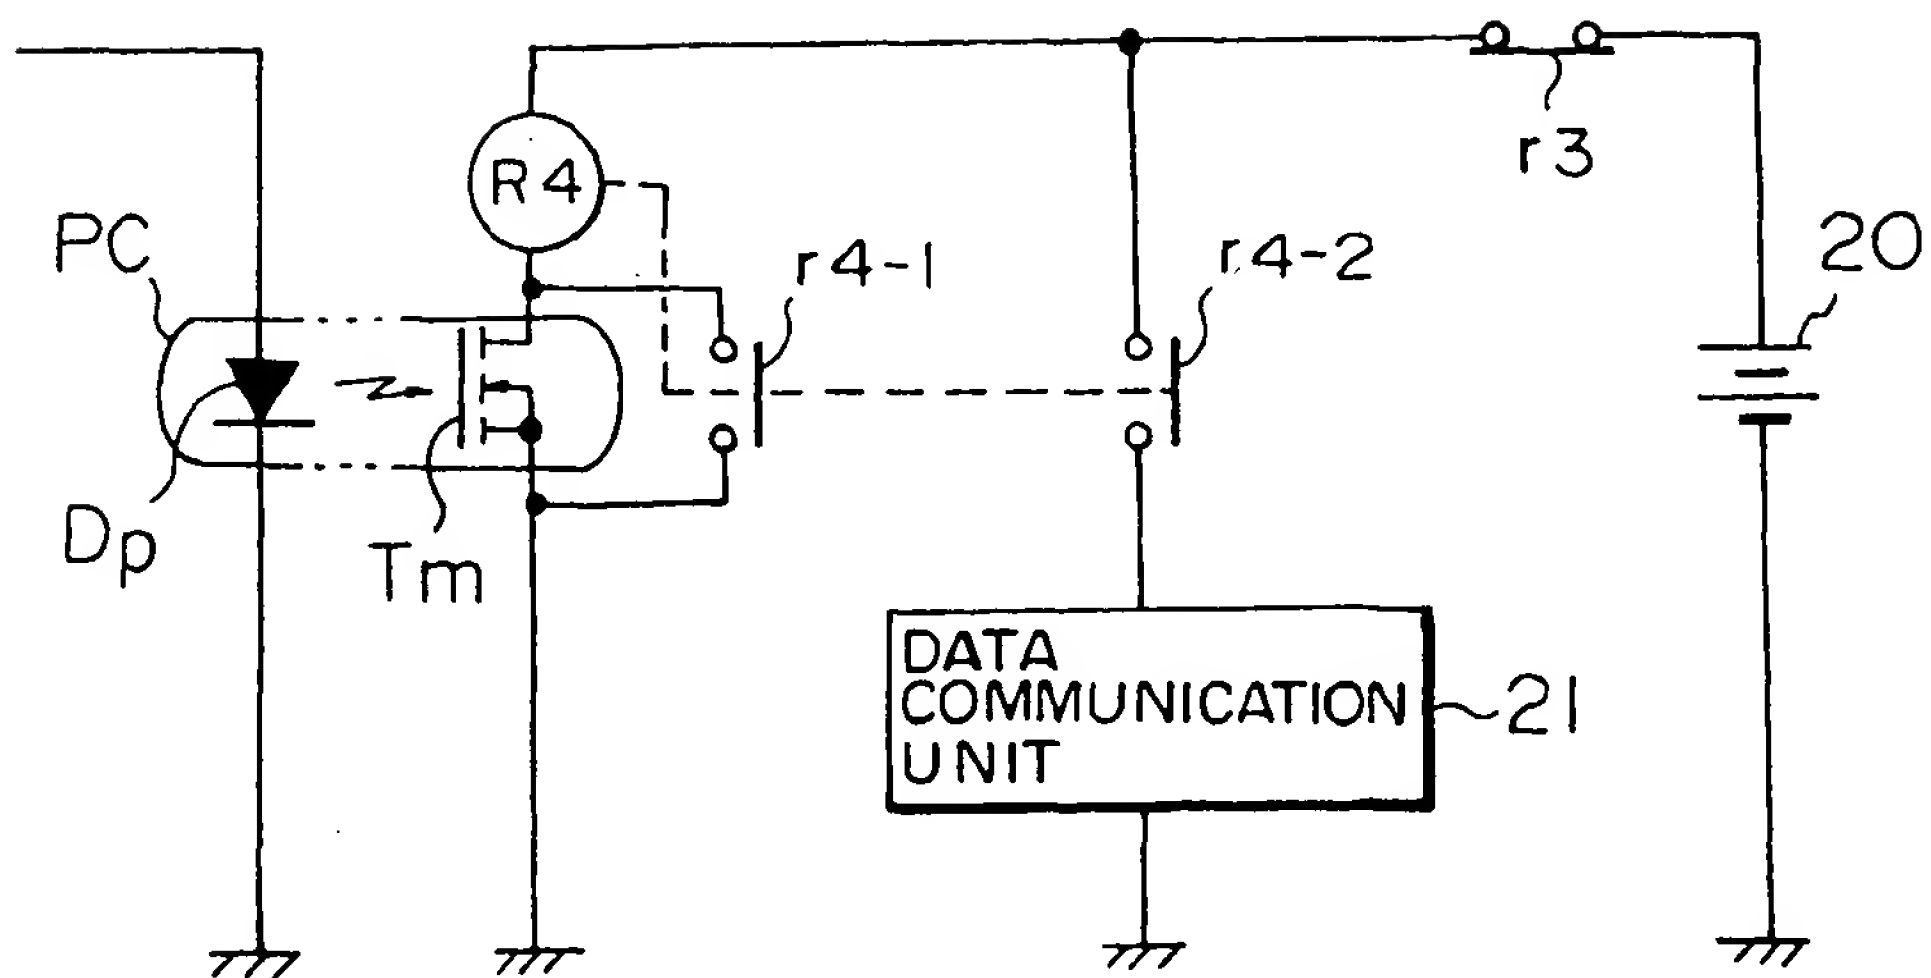 r3
R4
PC
r4-1
r4-2
20
Dp
Tm
DATA
COMMUNICATION
UNIT
21